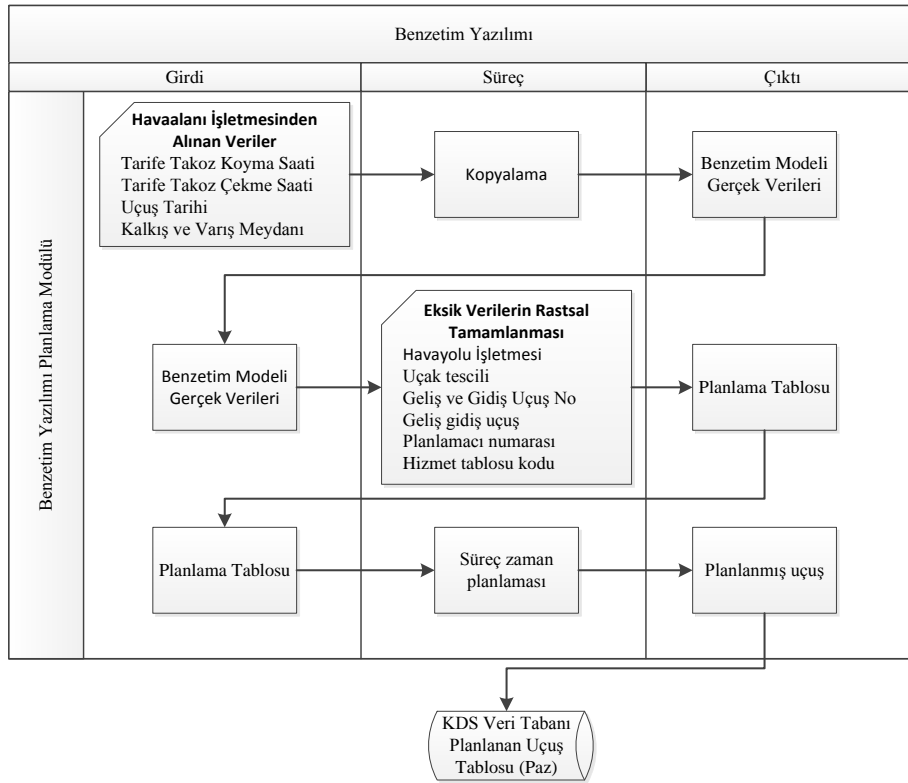 Benzetim Yazılımı
Girdi
Süreç
Çıktı
Benzetim Yazılımı Planlama Modülü
Havaalanı İşletmesinden
Alınan Veriler
Tarife Takoz Koyma Saati
Tarife Takoz Çekme Saati
Uçuş Tarihi
Kalkış ve Varış Meydanı
Kopyalama
Benzetim Modeli
Gerçek Verileri
Benzetim Modeli
Gerçek Verileri
Eksik Verilerin Rastsal
Tamamlanması
Havayolu İşletmesi
Uçak tescili
Geliş ve Gidiş Uçuş No
Geliş gidiş uçuş
Planlamacı numarası
Hizmet tablosu kodu
Planlama Tablosu
Planlama Tablosu
Süreç zaman
planlaması
Planlanmış uçuş
KDS Veri Tabanı
Planlanan Uçuş
Tablosu (Paz)